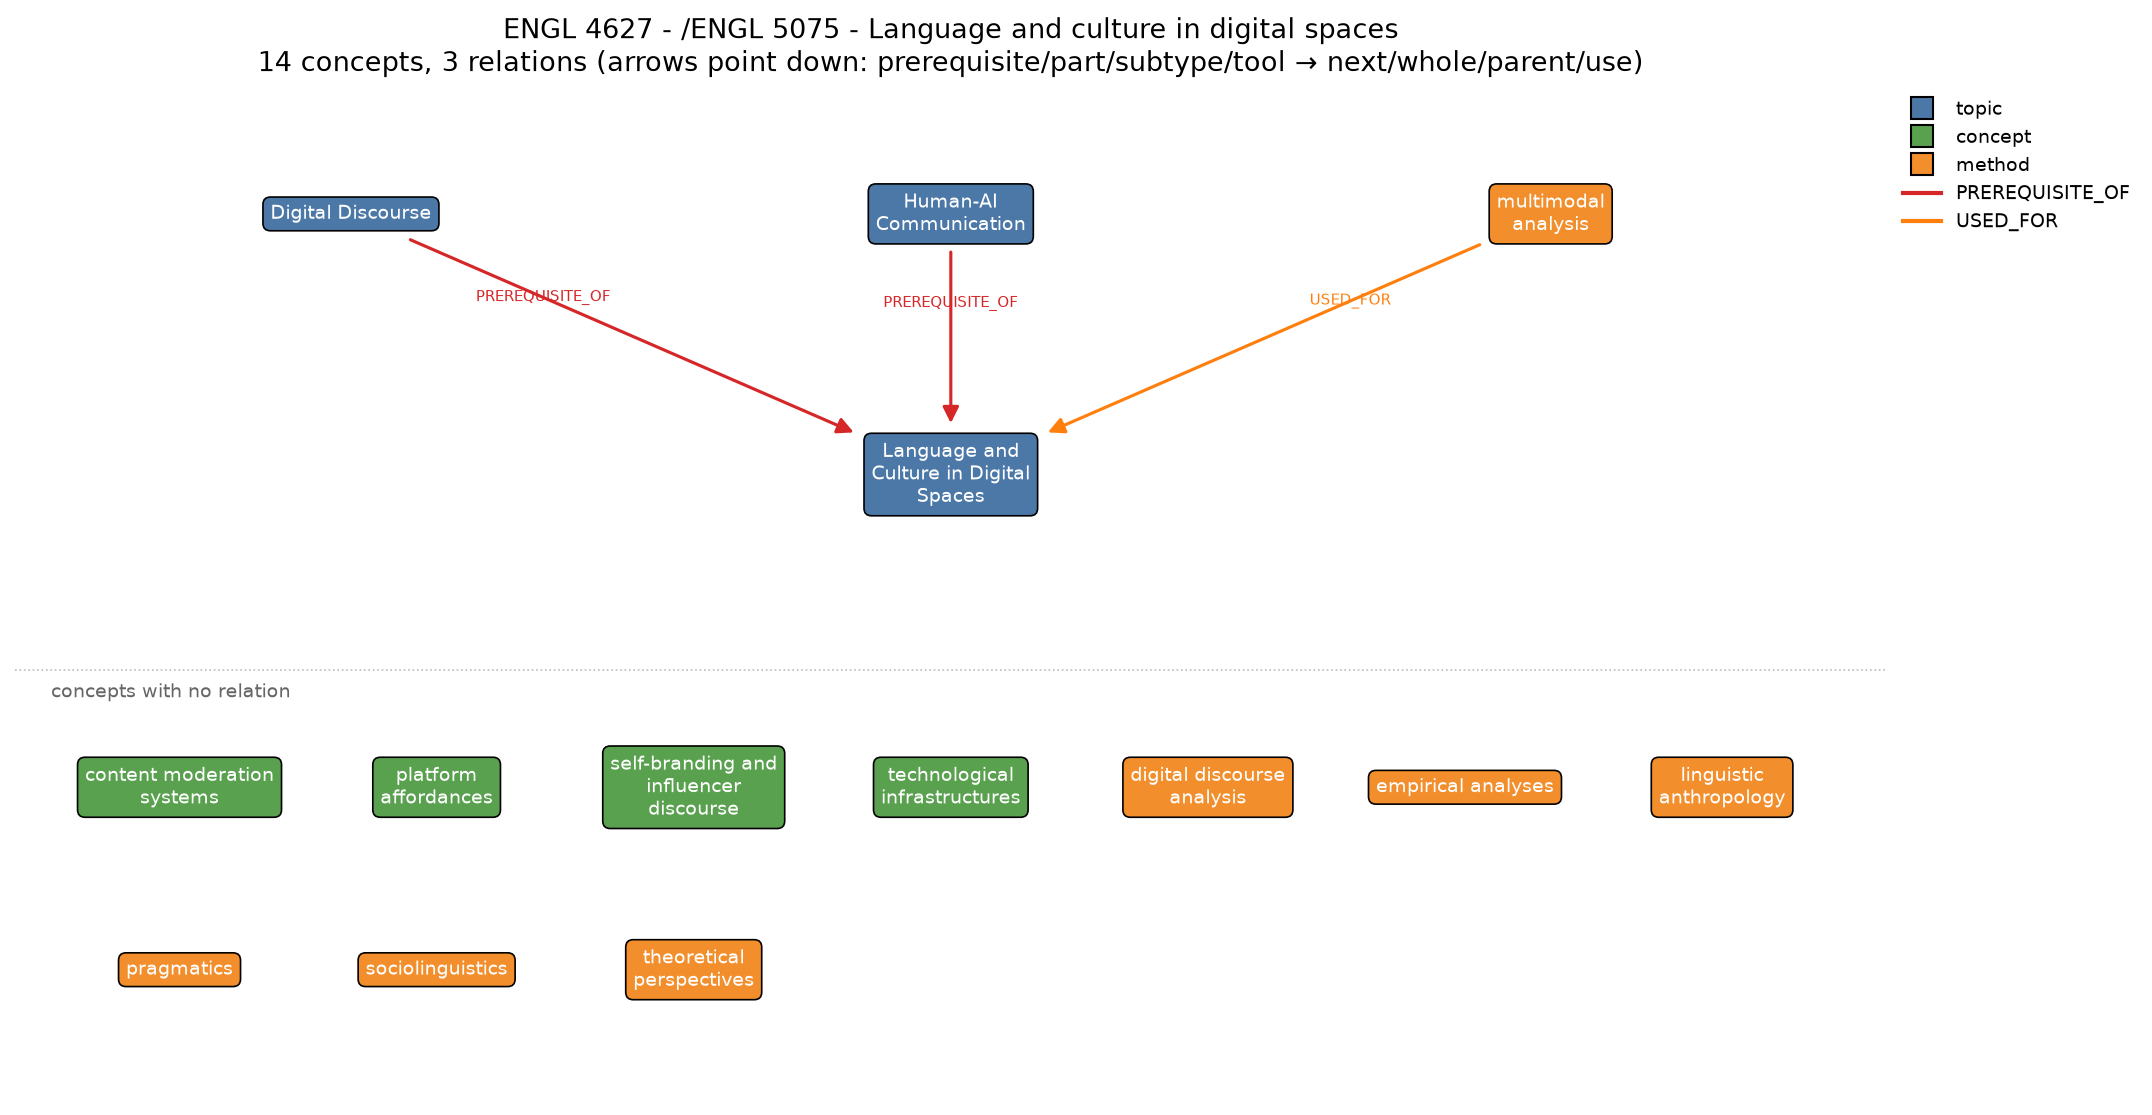 ENGL 4627 - /ENGL 5075 - Language and culture in digital spaces
14 concepts, 3 relations (arrows point down: prerequisite/part/subtype/tool → next/whole/parent/use)
topic
concept
method
PREREQUISITE_OF
USED_FOR
Digital Discourse
Human-AI
Communication
multimodal
analysis
PREREQUISITE_OF
PREREQUISITE_OF
USED_FOR
Language and
Culture in Digital
Spaces
concepts with no relation
content moderation
systems
platform
affordances
self-branding and
influencer
discourse
technological
infrastructures
digital discourse
analysis
empirical analyses
linguistic
anthropology
pragmatics
sociolinguistics
theoretical
perspectives